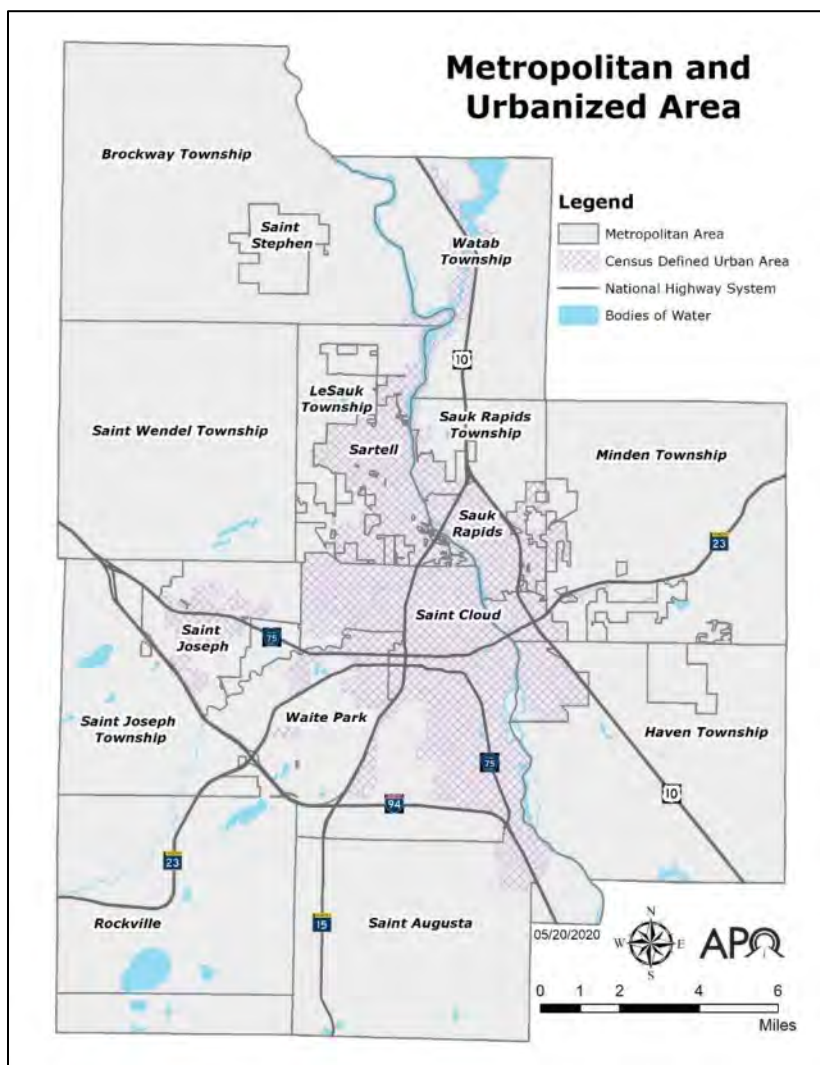 Metropolitan and
Urbanized Area
Brockway Township
Saint
Stephen
Watab
Township
Legend
Metropolitan Area
Census Defined Urban Area
National Highway System
Bodies of Water
10
Saint Wendel Township
LeSauk
Township
Sartell
Sauk Rapids
Township
Minden Township
Sauk
Rapids
23
Saint Cloud
Saint
Joseph
75
Waite Park
Saint Joseph
Township
Haven Township
75
10
94
23
Rockville
15
Saint Augusta
05/20/2020
N
W
E
S
APO
0 1 2 4 6
Miles